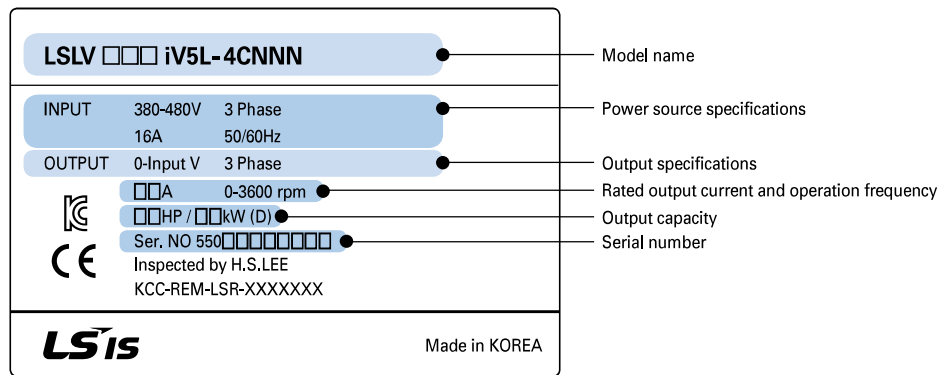 LSLV □□□ iV5L-4CNNN
Model name
INPUT 380-480V 3 Phase
Power source specifications
16A 50/60Hz
OUTPUT 0-Input V 3 Phase
Output specifications
□□A 0-3600 rpm
Rated output current and operation frequency
□□HP / □□kW (D)
Output capacity
Ser. NO 550□□□□□□□□
Serial number
Inspected by H.S.LEE
KCC-REM-LSR-XXXXXXX
CE
LSis
Made in KOREA